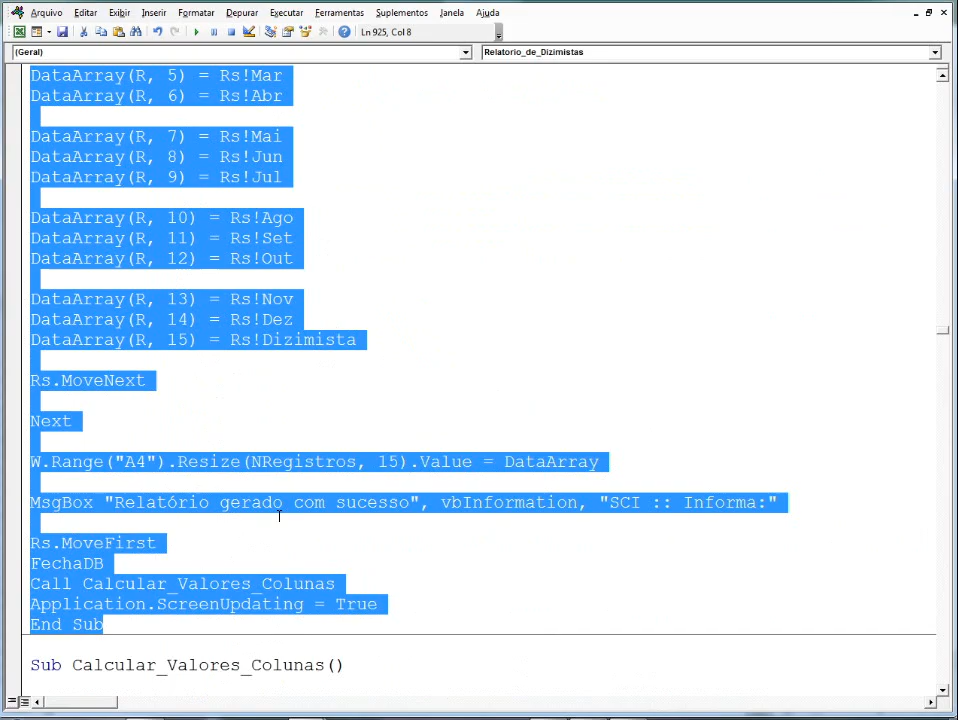 Arquivo Editar Exibir Inserir Formatar Depurar Executar Ferramentas Suplementos Janela Ajuda
Ln 925, Col 8
(Geral) Relatorio_de_Dizimistas
DataArray(R, 5) = Rs!Mar
DataArray(R, 6) = Rs!Abr
DataArray(R, 7) = Rs!Mai
DataArray(R, 8) = Rs!Jun
DataArray(R, 9) = Rs!Jul
DataArray(R, 10) = Rs!Ago
DataArray(R, 11) = Rs!Set
DataArray(R, 12) = Rs!Out
DataArray(R, 13) = Rs!Nov
DataArray(R, 14) = Rs!Dez
DataArray(R, 15) = Rs!Dizimista
Rs.MoveNext
Next
W.Range("A4").Resize(NRegistros, 15).Value = DataArray
MsgBox "Relatório gerado com sucesso", vbInformation, "SCI :: Informa:"
Rs.MoveFirst
FechaDB
Call Calcular_Valores_Colunas
Application.ScreenUpdating = True
End Sub
Sub Calcular_Valores_Colunas()